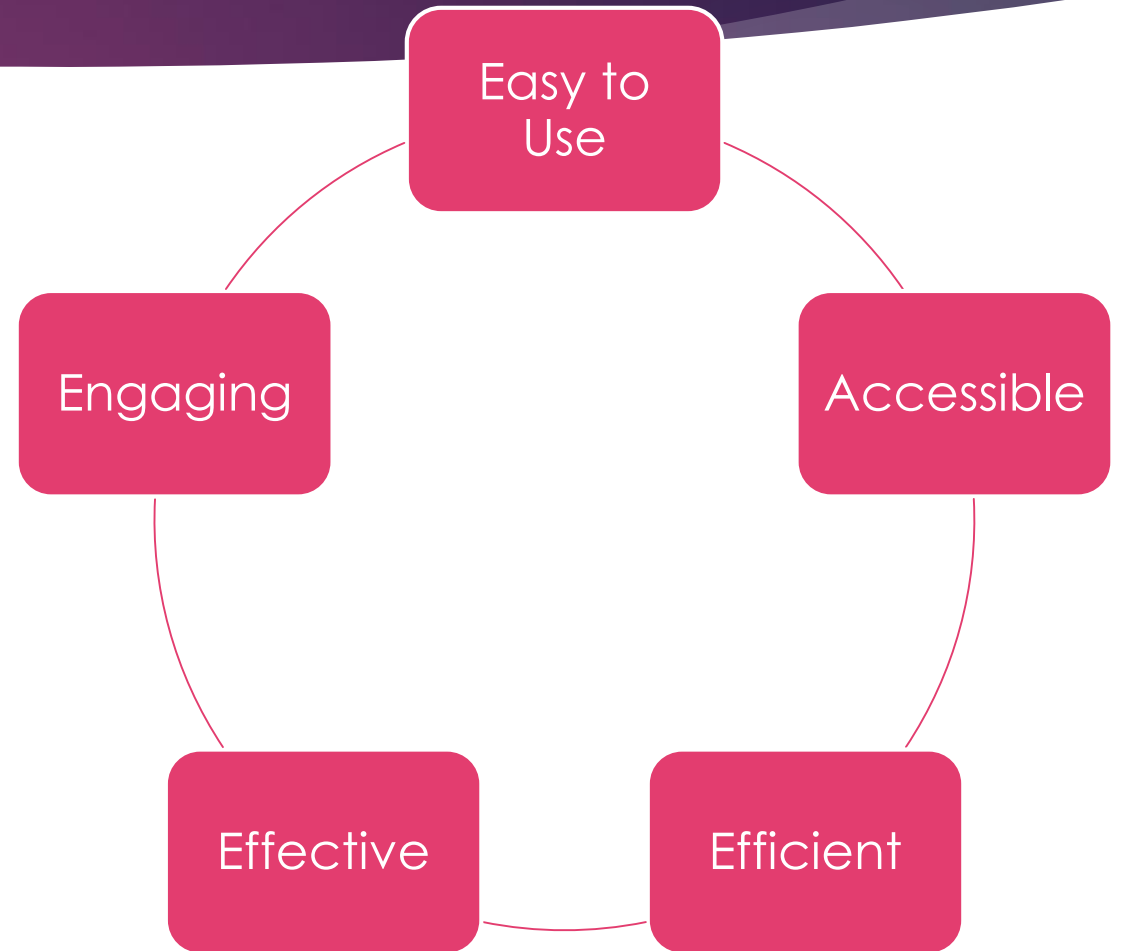 Easy to
Use
Accessible
Efficient
Effective
Engaging